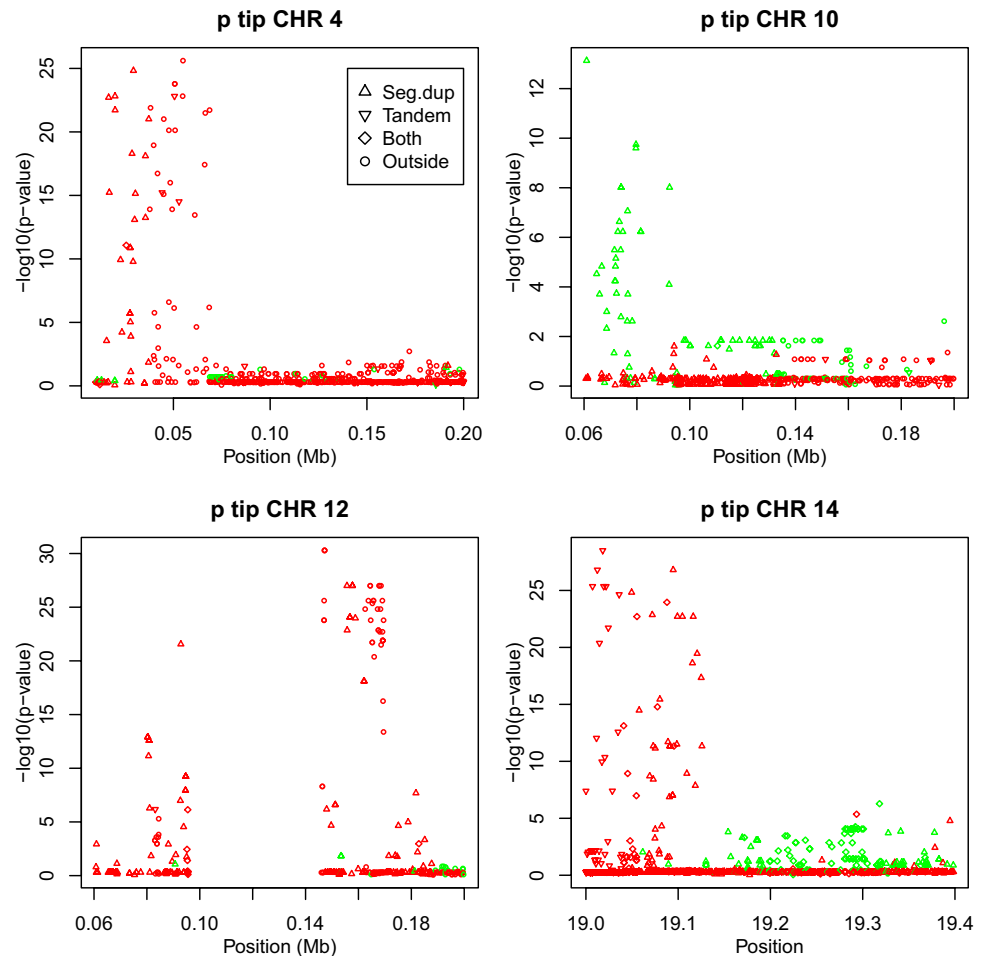 p tip CHR 4
−log10(p−value)
25
20
15
10
5
0
Seg.dup
Tandem
Both
Outside
0.05 0.10 0.15 0.20
Position (Mb)
p tip CHR 10
−log10(p−value)
12
10
8
6
4
2
0
0.06 0.10 0.14 0.18
Position (Mb)
p tip CHR 12
−log10(p−value)
30
25
20
15
10
5
0
0.06 0.10 0.14 0.18
Position (Mb)
p tip CHR 14
−log10(p−value)
25
20
15
10
5
0
19.0 19.1 19.2 19.3 19.4
Position